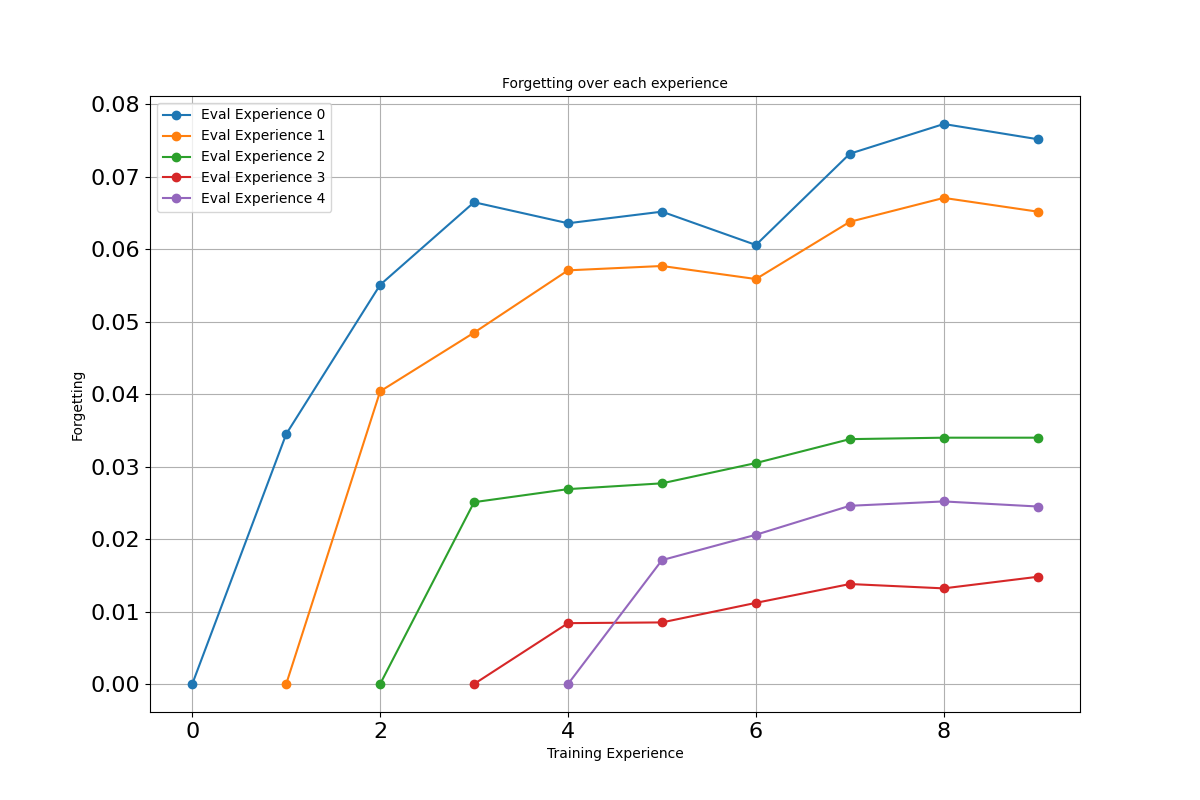 Forgetting over each experience
Eval Experience 0
Eval Experience 1
Eval Experience 2
Eval Experience 3
Eval Experience 4
0.08
0.07
0.06
0.05
0.04
0.03
0.02
0.01
0.00
Forgetting
0 2 4 6 8
Training Experience